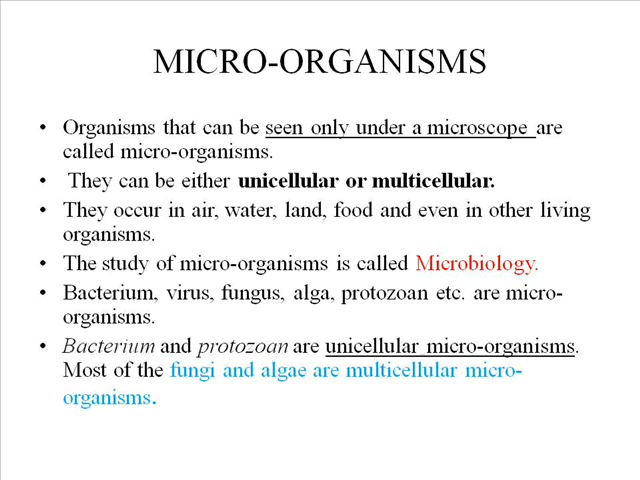 MICRO-ORGANISMS
• Organisms that can be seen only under a microscope are
called micro-organisms.
• They can be either unicellular or multicellular.
• They occur in air, water, land, food and even in other living
organisms.
• The study of micro-organisms is called Microbiology.
• Bacterium, virus, fungus, alga, protozoan etc. are micro-
organisms.
• Bacterium and protozoan are unicellular micro-organisms.
Most of the fungi and algae are multicellular micro-
organisms.